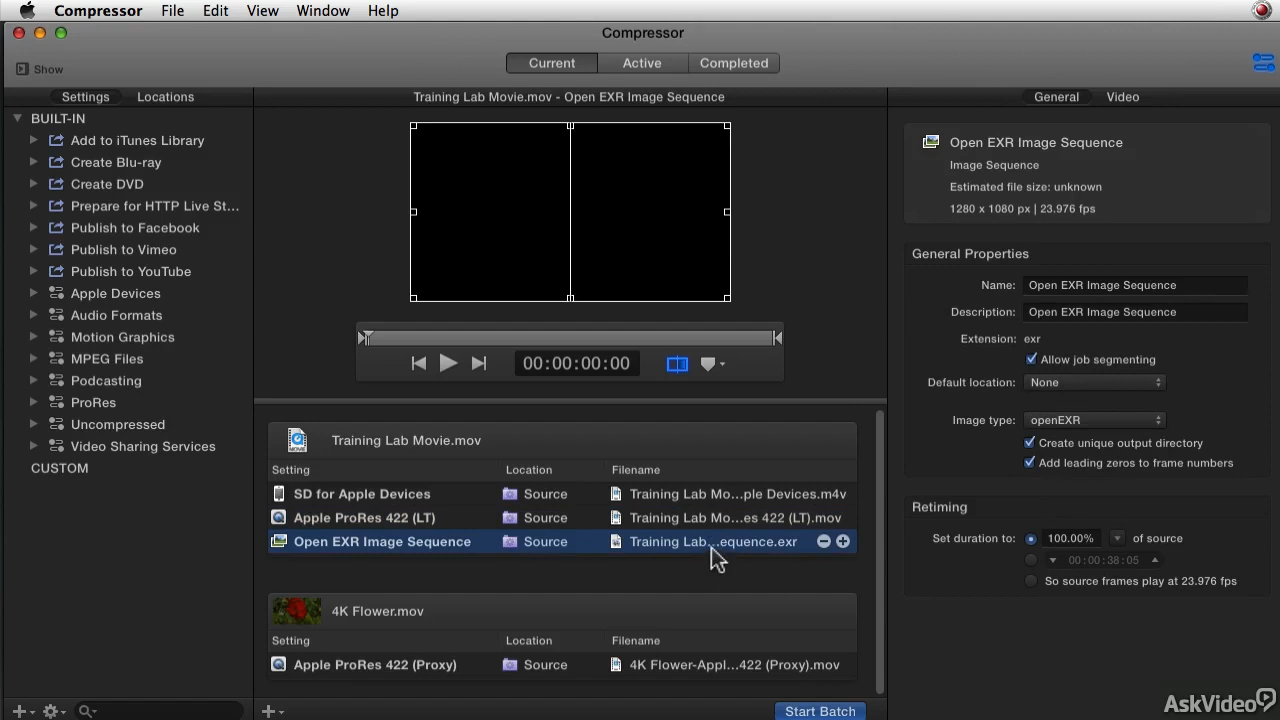 Compressor File Edit View Window Help
Compressor
Show
Current Active Completed
Settings Locations
BUILT-IN
Add to iTunes Library
Create Blu-ray
Create DVD
Prepare for HTTP Live St...
Publish to Facebook
Publish to Vimeo
Publish to YouTube
Apple Devices
Audio Formats
Motion Graphics
MPEG Files
Podcasting
ProRes
Uncompressed
Video Sharing Services
CUSTOM
Training Lab Movie.mov - Open EXR Image Sequence
00:00:00:00
Training Lab Movie.mov
Setting Location Filename
SD for Apple Devices Source Training Lab Mo...ple Devices.m4v
Apple ProRes 422 (LT) Source Training Lab Mo...es 422 (LT).mov
Open EXR Image Sequence Source Training Lab...equence.exr
4K Flower.mov
Setting Location Filename
Apple ProRes 422 (Proxy) Source 4K Flower-Appl...422 (Proxy).mov
Start Batch
General Video
Open EXR Image Sequence
Image Sequence
Estimated file size: unknown
1280 x 1080 px | 23.976 fps
General Properties
Name: Open EXR Image Sequence
Description: Open EXR Image Sequence
Extension: exr
Allow job segmenting
Default location: None
Image type: openEXR
Create unique output directory
Add leading zeros to frame numbers
Retiming
Set duration to: 100.00% of source
00:00:38:05
So source frames play at 23.976 fps
AskVideo